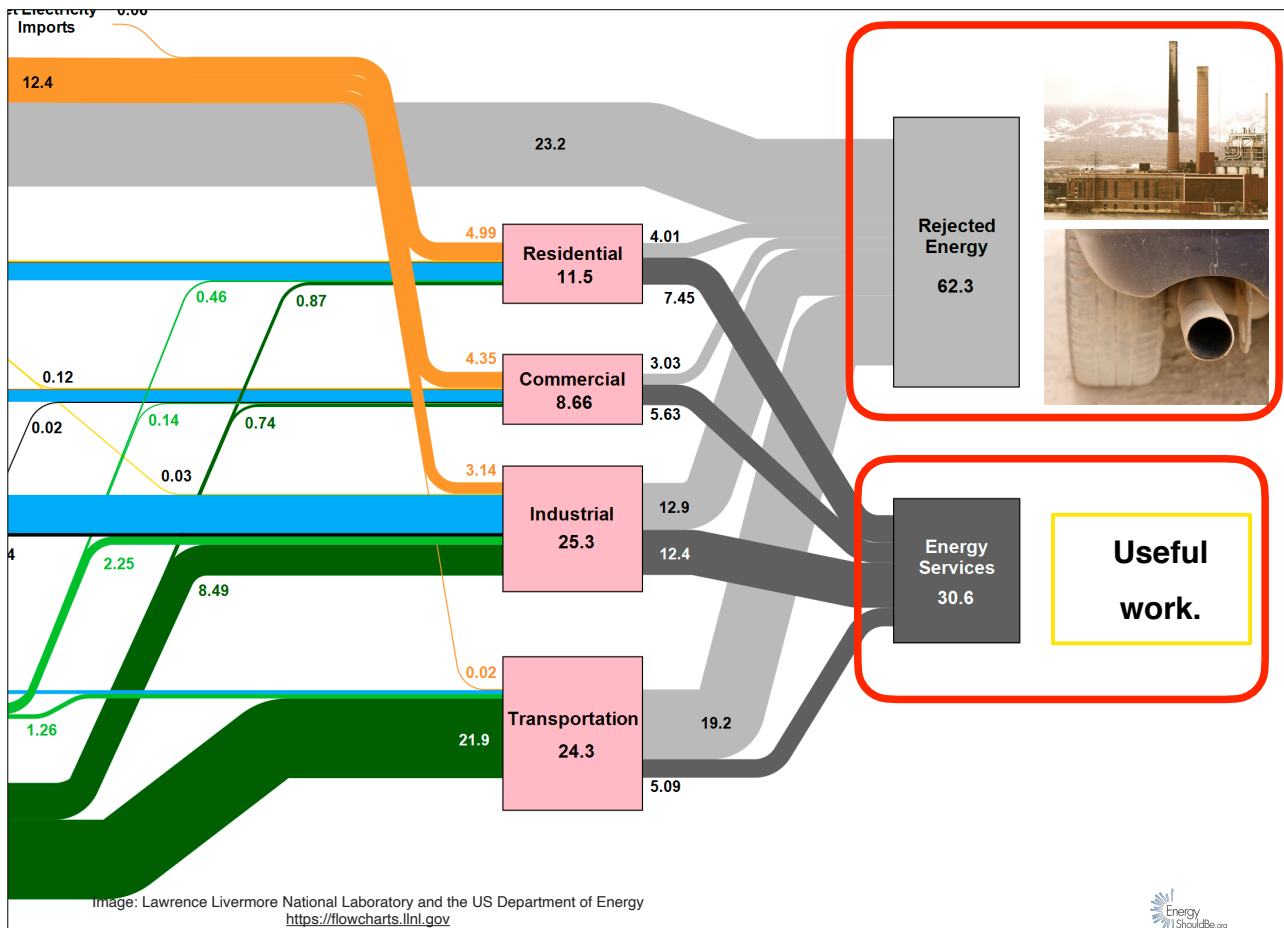 Electricity
Imports
12.4
23.2
4.99
Residential
11.5
4.01
7.45
0.46
0.87
4.35
Commercial
8.66
3.03
5.63
0.12
0.02
0.14
0.74
0.03
3.14
Industrial
25.3
12.9
12.4
4
2.25
8.49
0.02
Transportation
24.3
19.2
5.09
1.26
21.9
Rejected
Energy
62.3
Energy
Services
30.6
Useful
work.
Image: Lawrence Livermore National Laboratory and the US Department of Energy
https://flowcharts.llnl.gov
Energy
ShouldBe.org